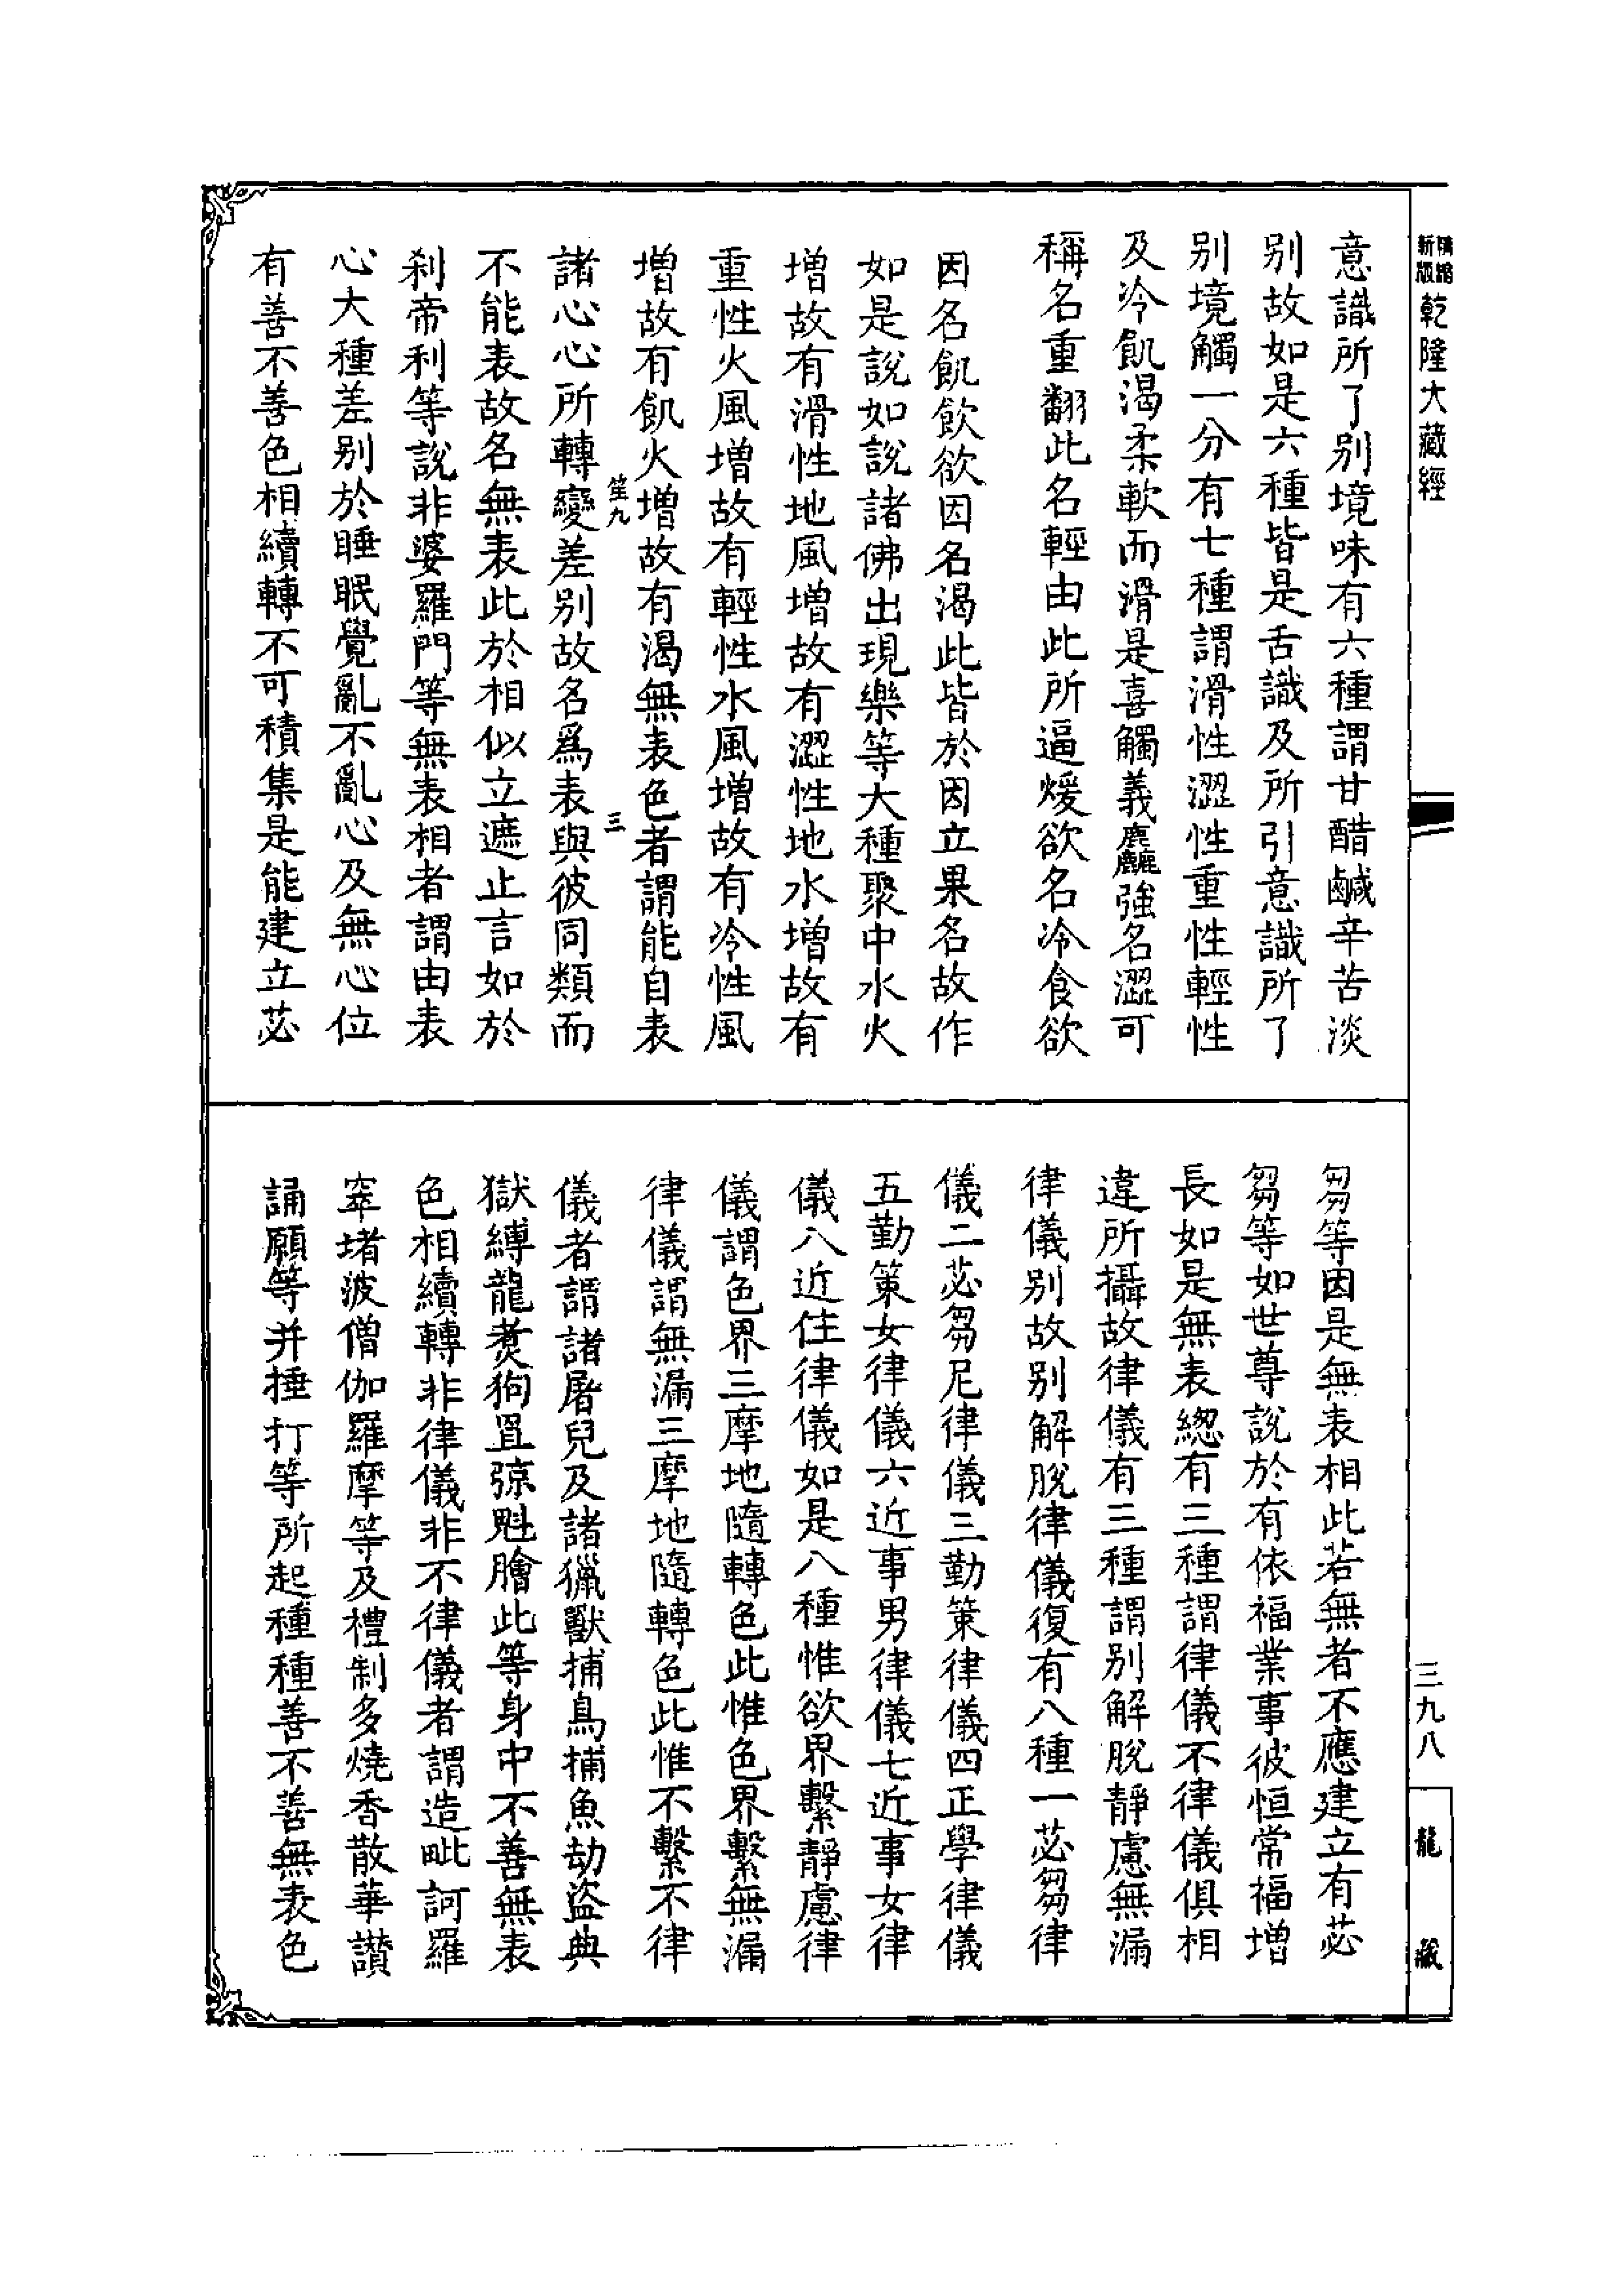 新版
乾隆大藏經
三九八
龍藏
意識所了别境味有六種謂甘醋鹹辛苦淡
别故如是六種皆是舌識及所引意識所了
别境觸一分有七種謂滑性澀性重性輕性
及冷飢渴柔軟而滑是喜觸義麤強名澀可
稱名重翻此名輕由此所逼煖欲名冷食欲
因名飢飲欲因名渴此皆於因立果名故作
如是說如說諸佛出現樂等大種聚中水火
增故有滑性地風增故有澀性地水增故有
重性火風增故有輕性水風增故有冷性風
增故有飢火增故有渴無表色者謂能自表
笙九
三
諸心心所轉變差别故名爲表與彼同類而
不能表故名無表此於相似立遮止言如於
刹帝利等說非婆羅門等無表相者謂由表
心大種差别於睡眠覺亂不亂心及無心位
有善不善色相續轉不可積集是能建立苾
芻等因是無表相此若無者不應建立有苾
芻等如世尊說於有依福業事彼恒常福增
長如是無表緫有三種謂律儀不律儀俱相
違所攝故律儀有三種謂别解脫靜慮無漏
律儀别故别解脫律儀復有八種一苾芻律
儀二苾芻尼律儀三勤策律儀四正學律儀
五勤策女律儀六近事男律儀七近事女律
儀八近住律儀如是八種惟欲界繫靜慮律
儀謂色界三摩地隨轉色此惟色界繫無漏
律儀謂無漏三摩地隨轉色此惟不繫不律
儀者謂諸屠兒及諸獵獸捕鳥捕魚劫盜典
獄縛龍煑狗罝弶魁膾此等身中不善無表
色相續轉非律儀非不律儀者謂造毗訶羅
窣堵波僧伽羅摩等及禮制多燒香散華讃
誦願等并捶打等所起種種善不善無表色